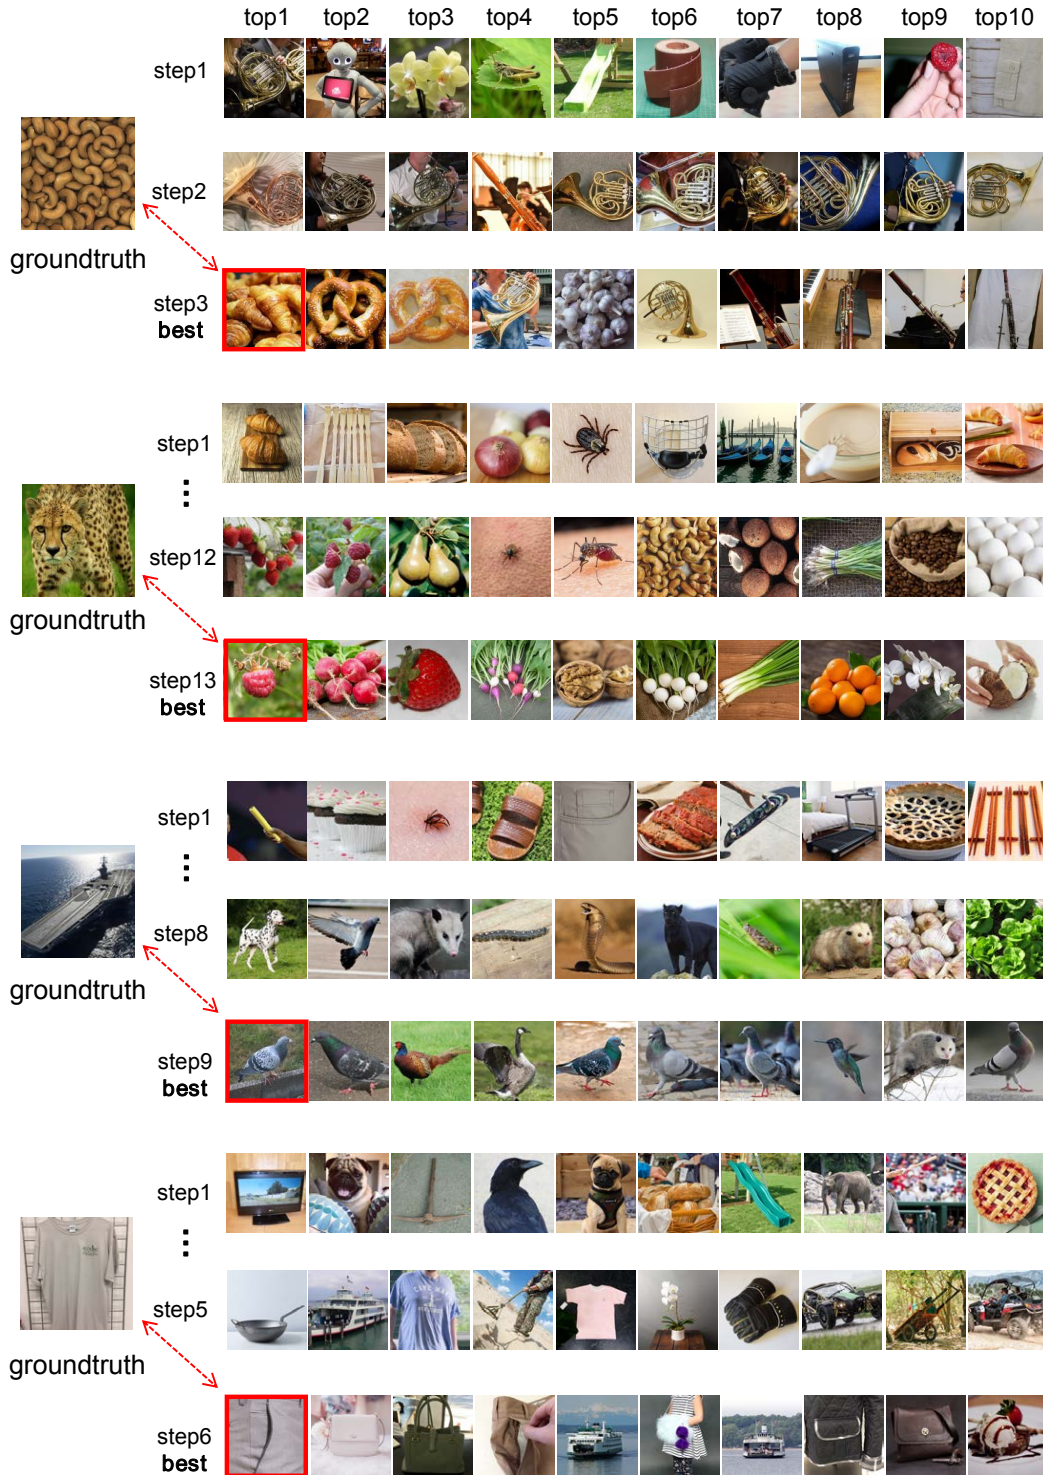 top1 top2 top3 top4 top5 top6 top7 top8 top9 top10
step1
step2
groundtruth
step3
best
step1
step12
groundtruth
step13
best
step1
step8
groundtruth
step9
best
step1
step5
groundtruth
step6
best